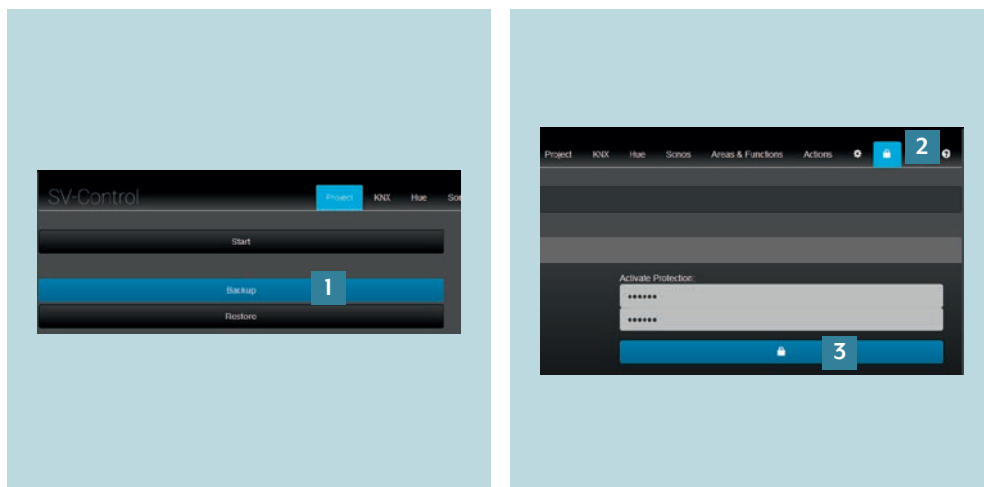 SV-Control Project KNX Hue Sor
Start
Backup 1
Restore
Project KNX Hue Sonos Areas & Functions Actions 2
Activate Protection:
••••••
••••••
3